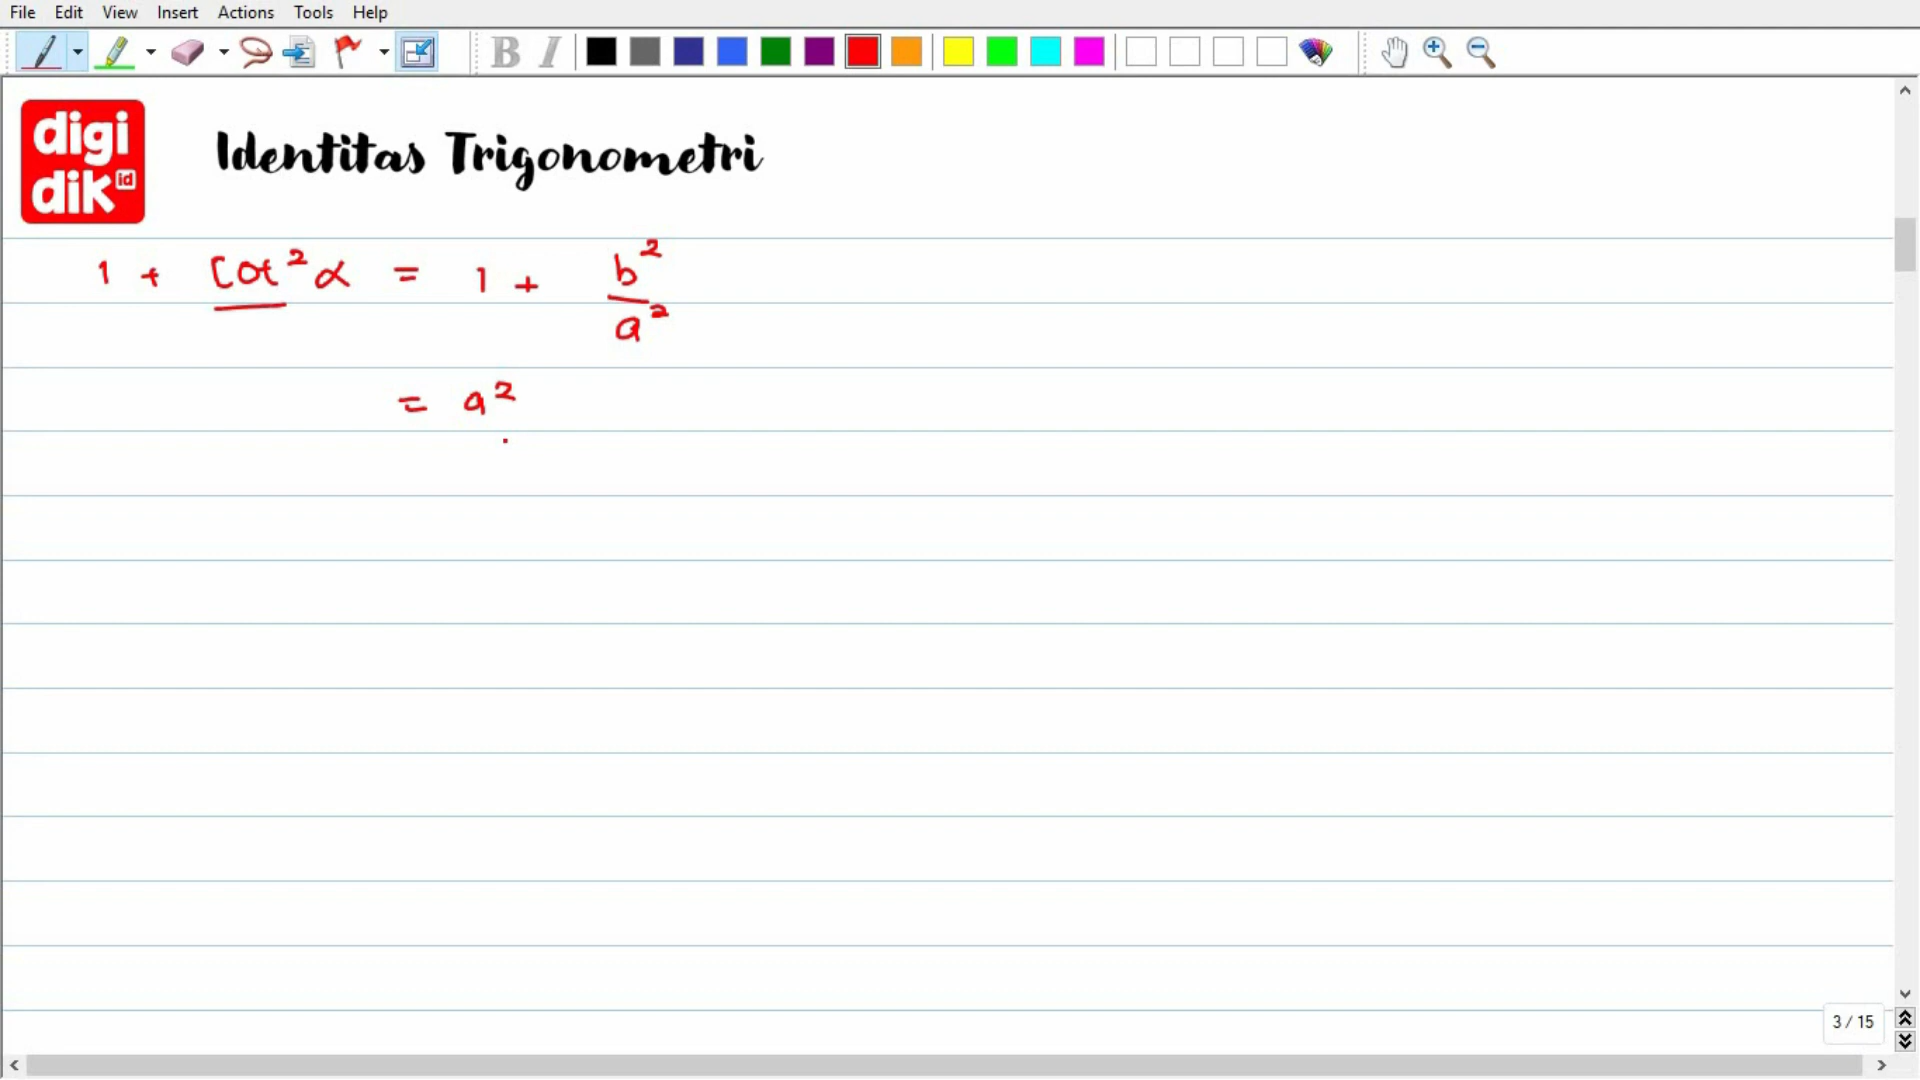 File Edit View Insert Actions Tools Help
B I
digi
dik id
Identitas Trigonometri
1 + Cot² α = 1 + b²/a²
= a²
3 / 15